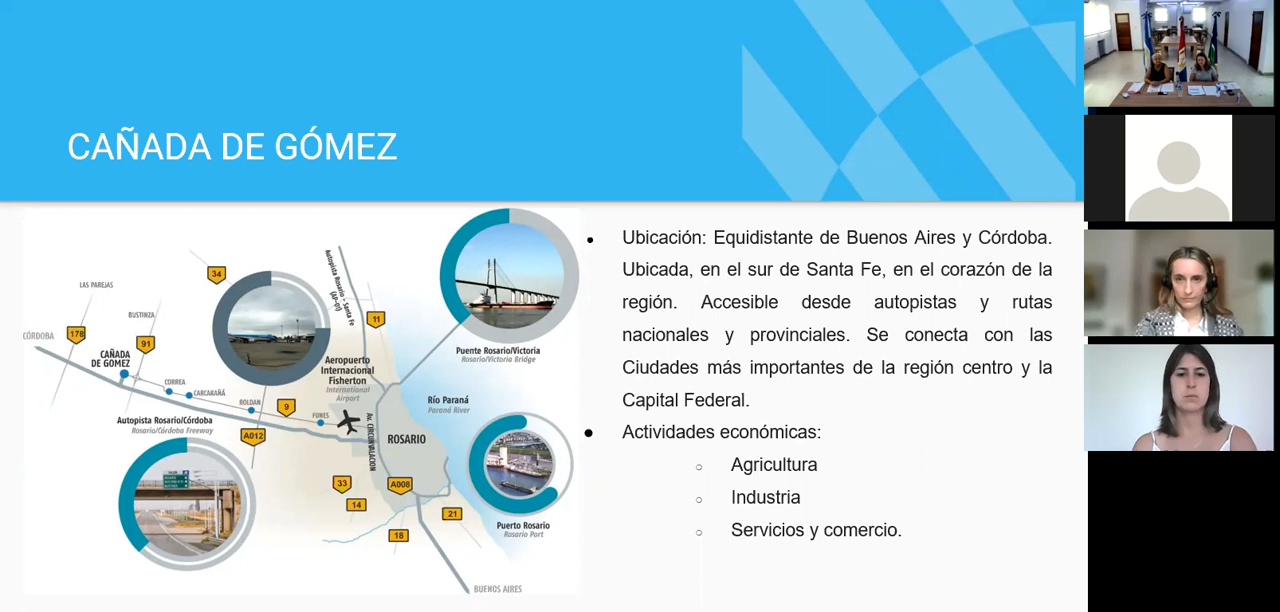 CAÑADA DE GÓMEZ
34
LAS PAREJAS
BUSTINZA
178
91
CÓRDOBA
CAÑADA
DE GÓMEZ
CORREA
CARCARAÑÁ
ROLDAN
FUNES
9
A012
Autopista Rosario/Córdoba
Rosario/Córdoba Freeway
Autopista Rosario - Santa Fe
(AP-01)
11
Aeropuerto
Internacional
Fisherton
International
Airport
Puente Rosario/Victoria
Rosario/Victoria Bridge
Río Paraná
Paraná River
Av. CIRCUNVALACION
ROSARIO
33
14
A008
18
21
Puerto Rosario
Rosario Port
BUENOS AIRES
● Ubicación: Equidistante de Buenos Aires y Córdoba.
Ubicada, en el sur de Santa Fe, en el corazón de la
región. Accesible desde autopistas y rutas
nacionales y provinciales. Se conecta con las
Ciudades más importantes de la región centro y la
Capital Federal.
● Actividades económicas:
○ Agricultura
○ Industria
○ Servicios y comercio.